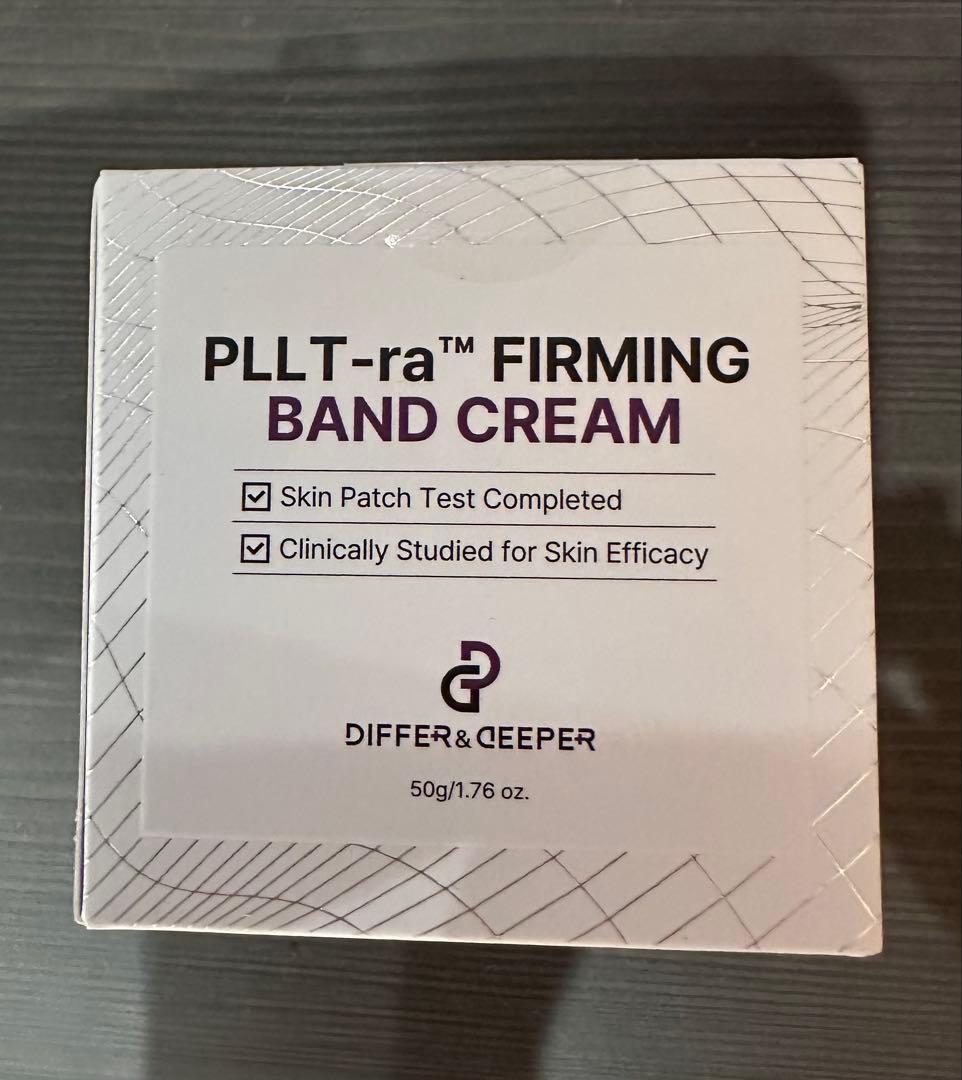 PLLT-ra™ FIRMING
BAND CREAM
Skin Patch Test Completed
Clinically Studied for Skin Efficacy
DIFFER&DEEPER
50g/1.76 oz.